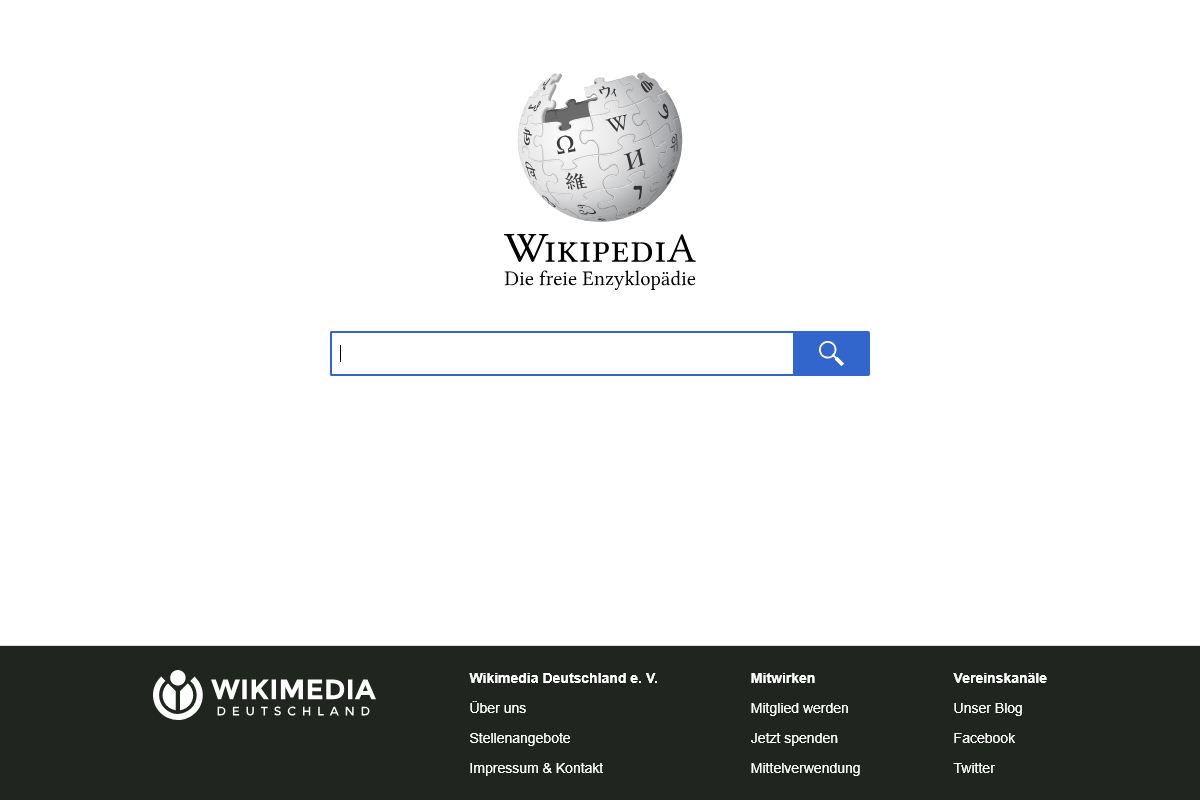 WIKIPEDIA
Die freie Enzyklopädie
WIKIMEDIA
DEUTSCHLAND
Wikimedia Deutschland e. V.
Über uns
Stellenangebote
Impressum & Kontakt
Mitwirken
Mitglied werden
Jetzt spenden
Mittelverwendung
Vereinskanäle
Unser Blog
Facebook
Twitter